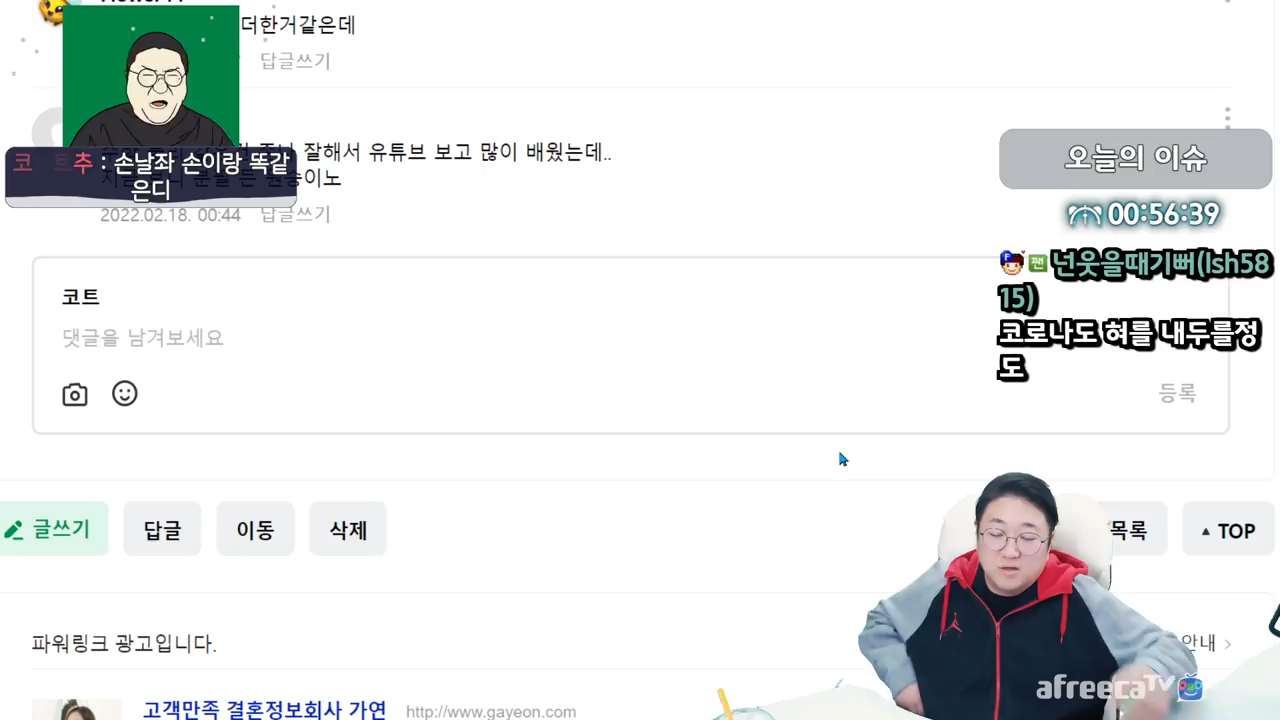 더한거같은데
답글쓰기
잘해서 유튜브 보고 많이 배웠는데..
2022.02.18. 00:44 답글쓰기
추 : 손날좌 손이랑 똑같
은디
오늘의 이슈
00:56:39
팬 넌웃을때기뻐(lsh58
15)
코로나도 혀를 내두를정
도
코트
댓글을 남겨보세요
등록
글쓰기
답글
이동
삭제
목록
TOP
파워링크 광고입니다.
안내
고객만족 결혼정보회사 가연 http://www.gayeon.com
afreecaTV